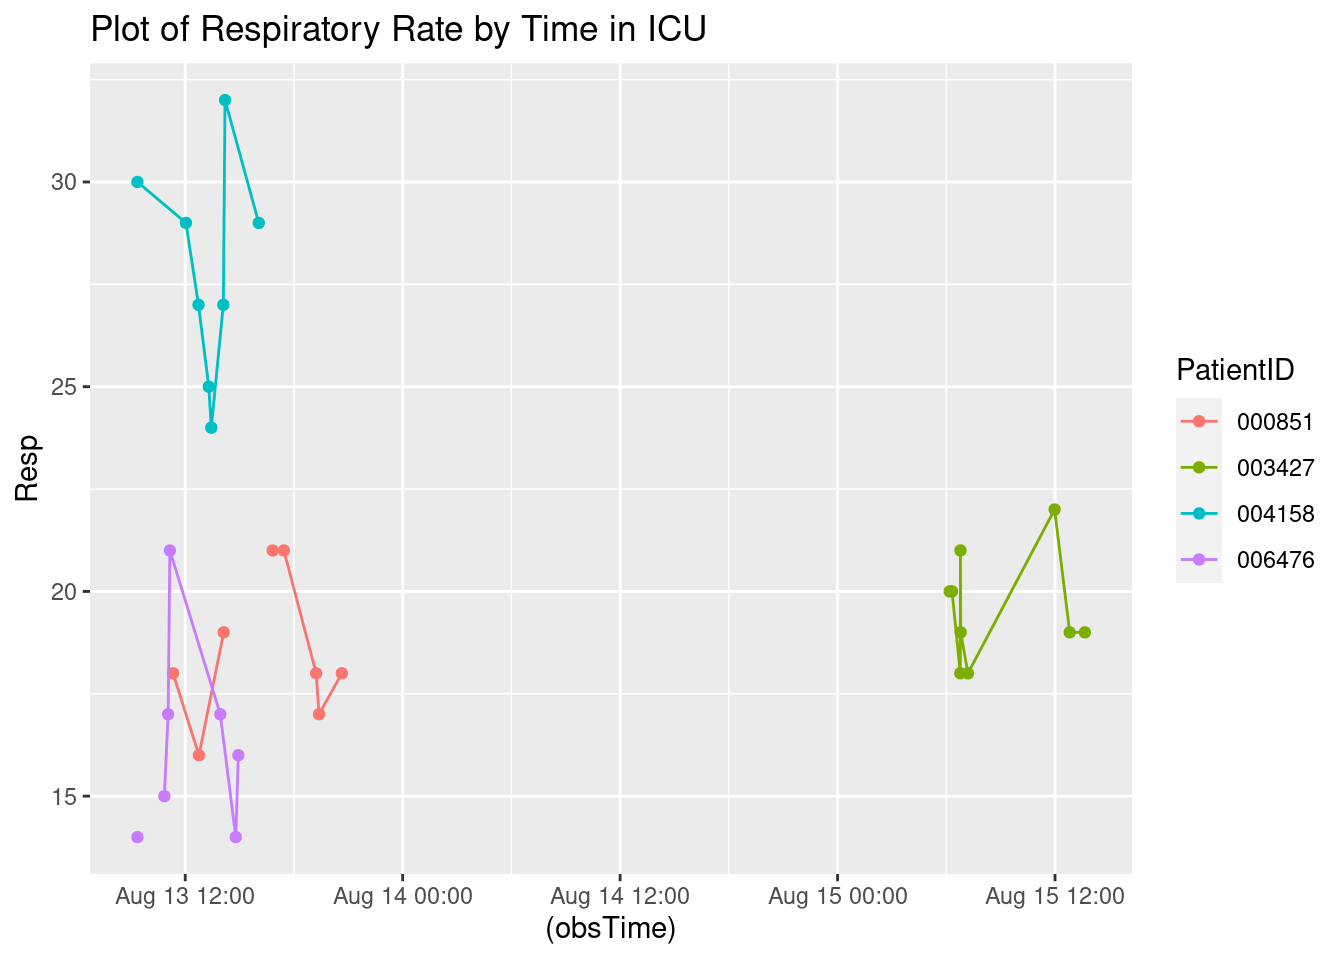 Plot of Respiratory Rate by Time in ICU
Resp
30
25
20
15
Aug 13 12:00
Aug 14 00:00
Aug 14 12:00
Aug 15 00:00
Aug 15 12:00
(obsTime)
PatientID
000851
003427
004158
006476